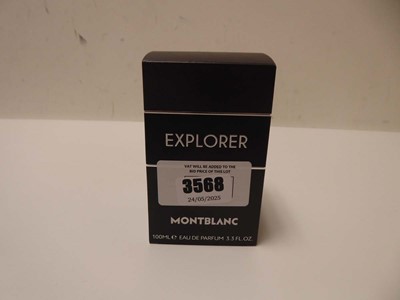 EXPLORER
VAT WILL BE ADDED TO THE
BID PRICE OF THIS LOT
3568
24/05/2025
MONTBLANC
100ML ℮ EAU DE PARFUM 3.3 FL.OZ